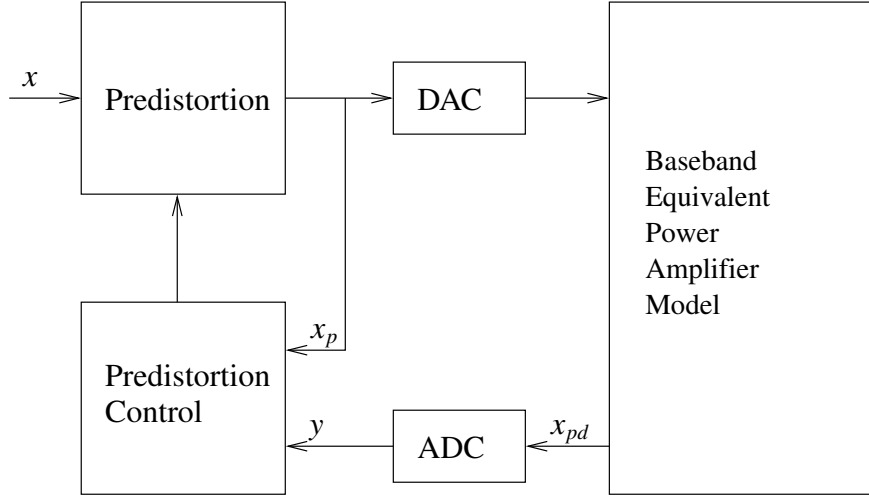 x
Predistortion
DAC
Baseband
Equivalent
Power
Amplifier
Model
x_p
Predistortion
Control
y
ADC
x_pd